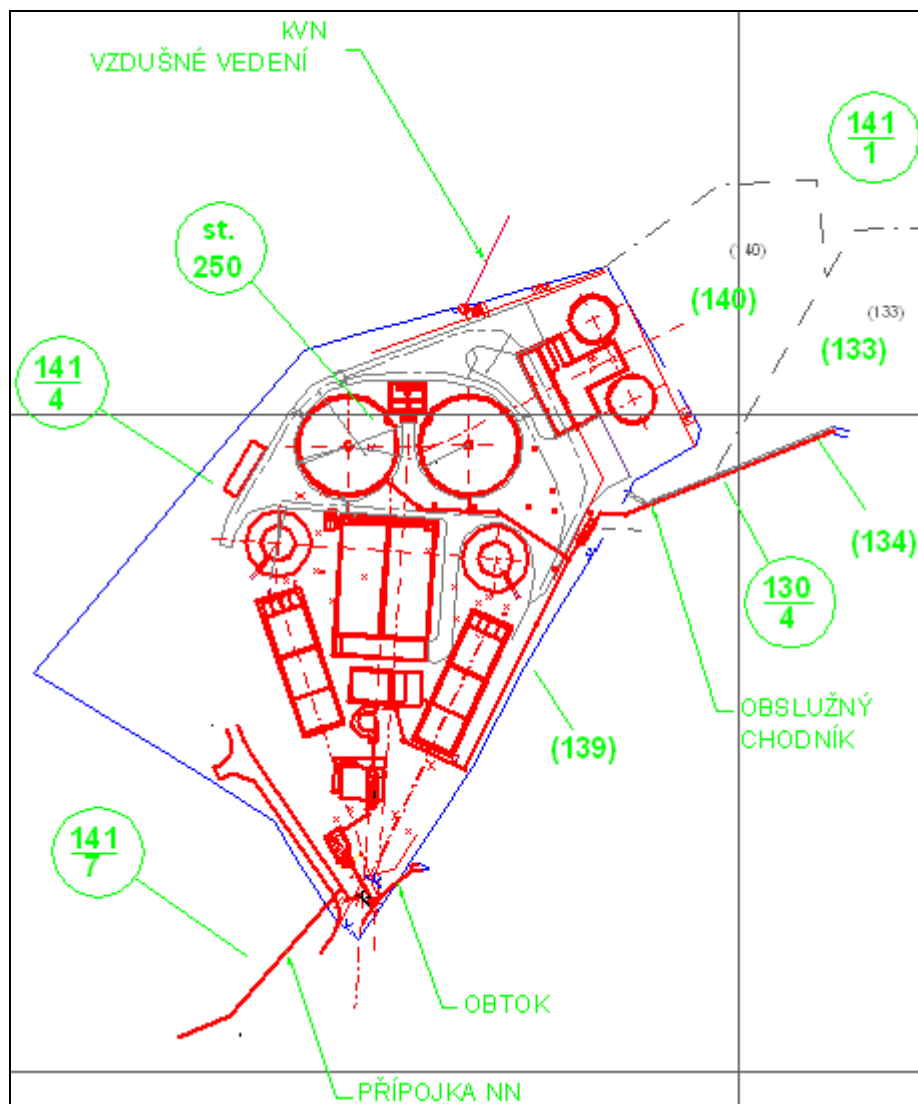 KVN
VZDUŠNÉ VEDENÍ
141
1
st.
250
(140)
(140)
(133)
(133)
141
4
(134)
130
4
OBSLUŽNÝ
CHODNÍK
(139)
141
7
OBTOK
PŘÍPOJKA NN